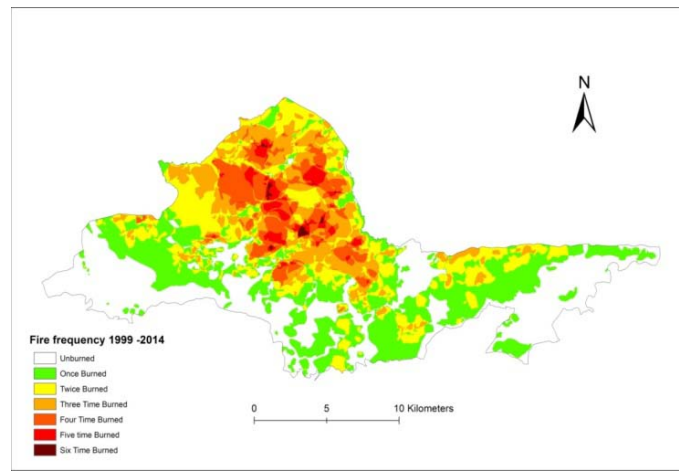 N
Fire frequency 1999 -2014
Unburned
Once Burned
Twice Burned
Three Time Burned
Four Time Burned
Five time Burned
Six Time Burned
0 5 10 Kilometers